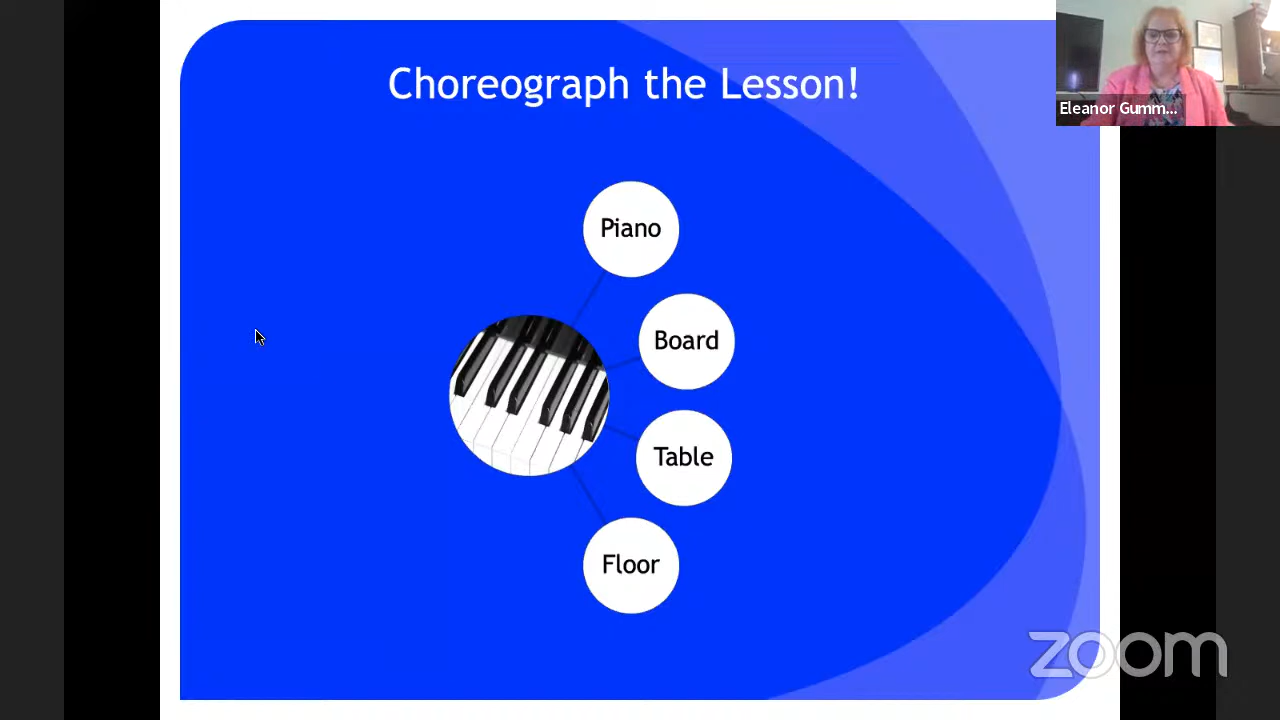 Choreograph the Lesson!
Eleanor Gumm...
Piano
Board
Table
Floor
zoom